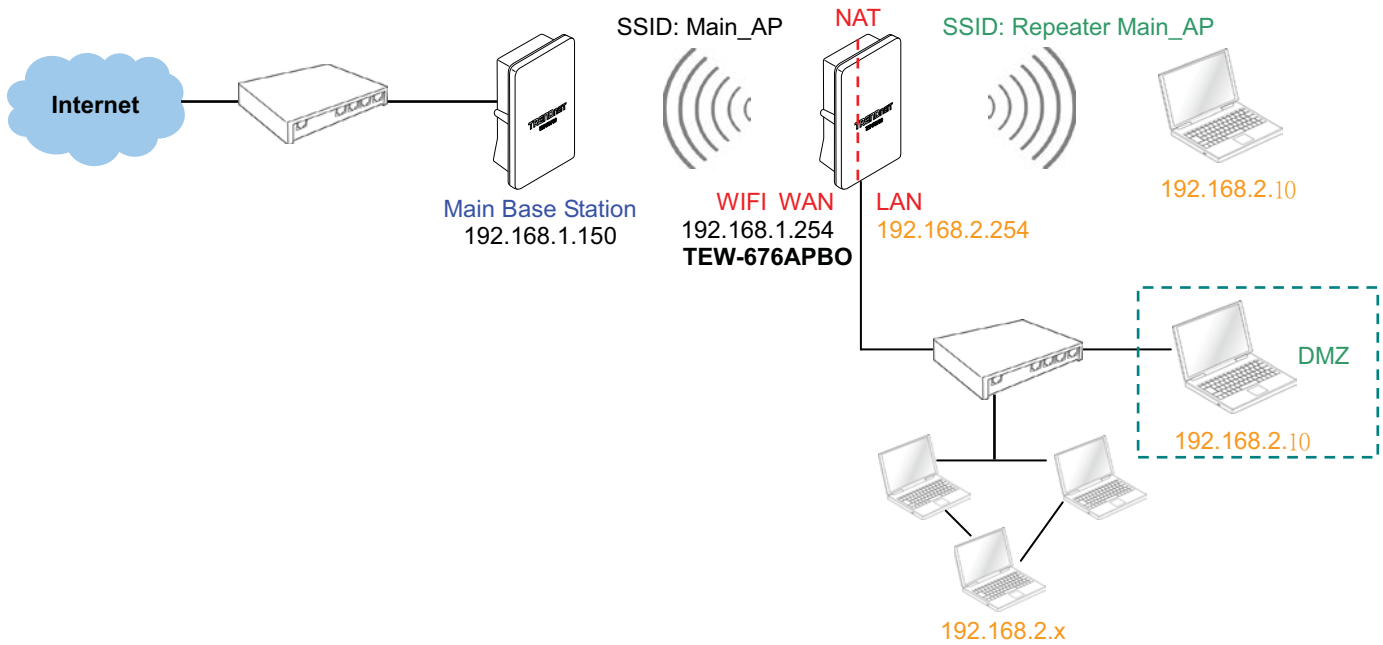 Internet
SSID: Main_AP
NAT
SSID: Repeater Main_AP
TRENDNET
TRENDNET
Main Base Station
192.168.1.150
WIFI WAN
LAN
192.168.1.254
192.168.2.254
TEW-676APBO
192.168.2.10
DMZ
192.168.2.10
192.168.2.x